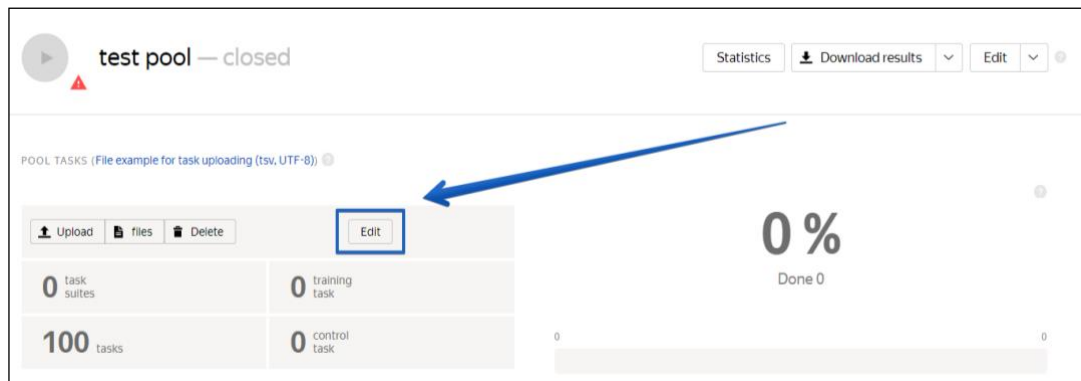 test pool — closed
Statistics
Download results
Edit
POOL TASKS (File example for task uploading (tsv, UTF-8))
Upload
files
Delete
Edit
0 task suites
0 training task
100 tasks
0 control task
0 %
Done 0
0
0